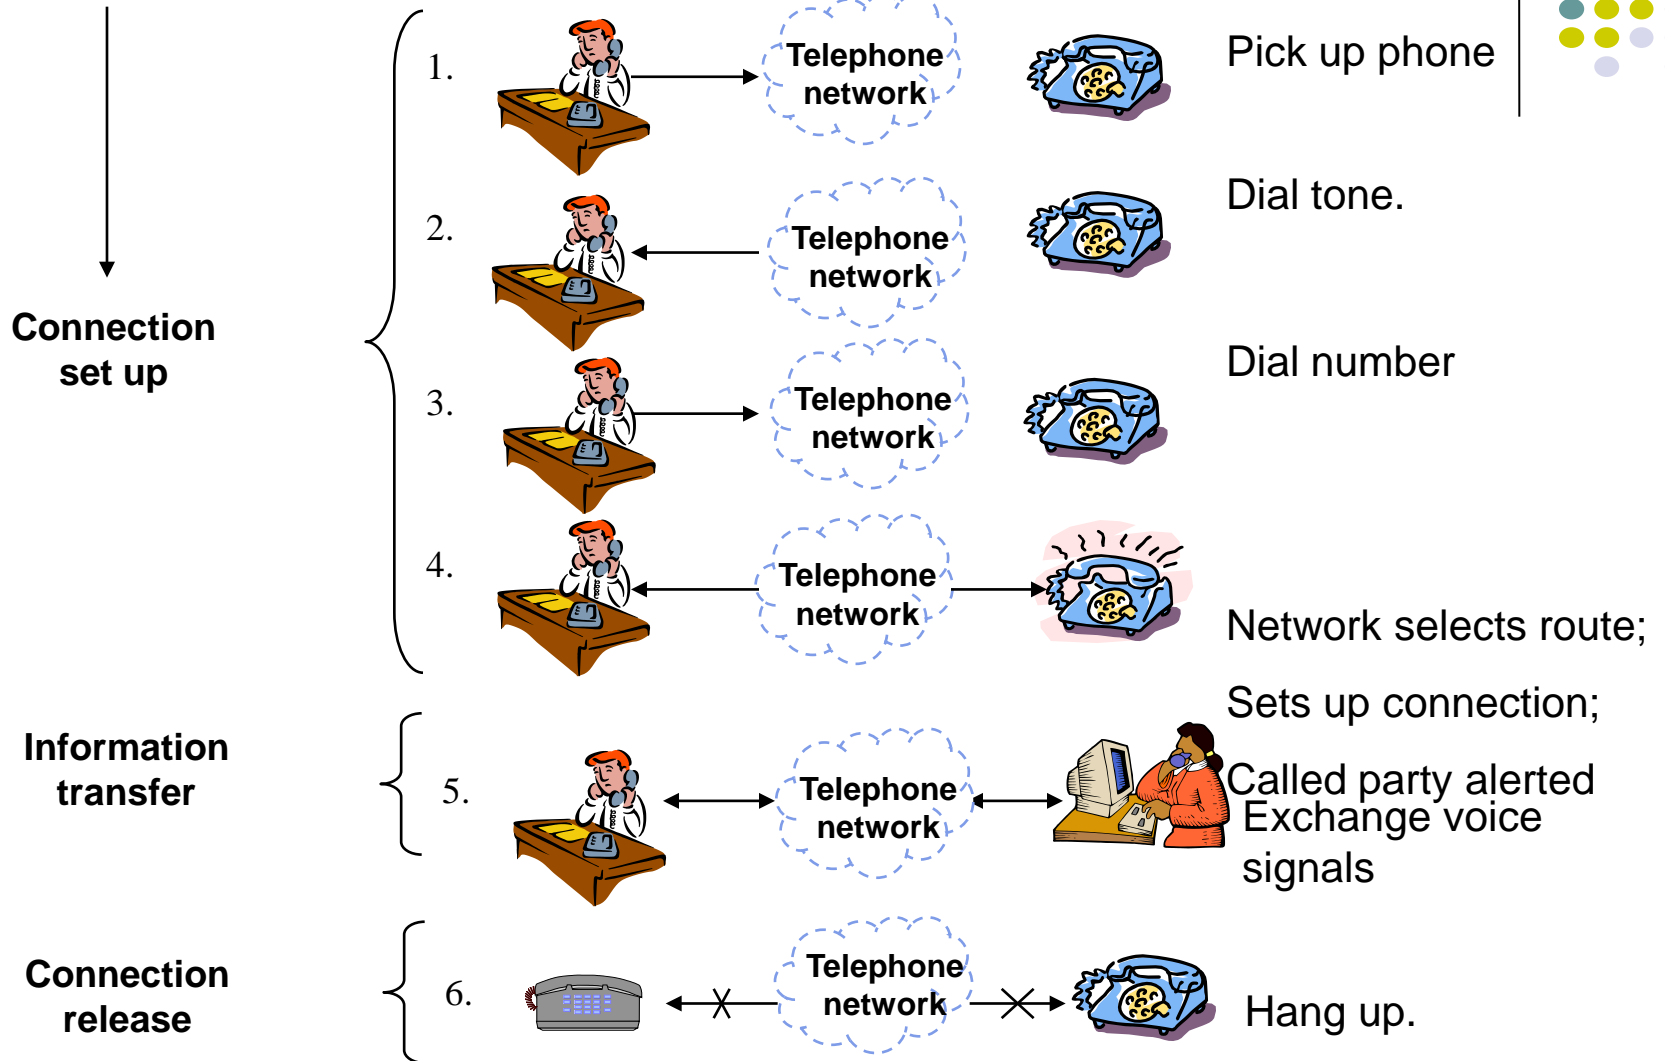 1.
Telephone
network
Pick up phone
2.
Telephone
network
Dial tone.
Connection
set up
3.
Telephone
network
Dial number
4.
Telephone
network
Network selects route;
Sets up connection;
Called party alerted
Information
transfer
5.
Telephone
network
Exchange voice
signals
Connection
release
6.
Telephone
network
Hang up.